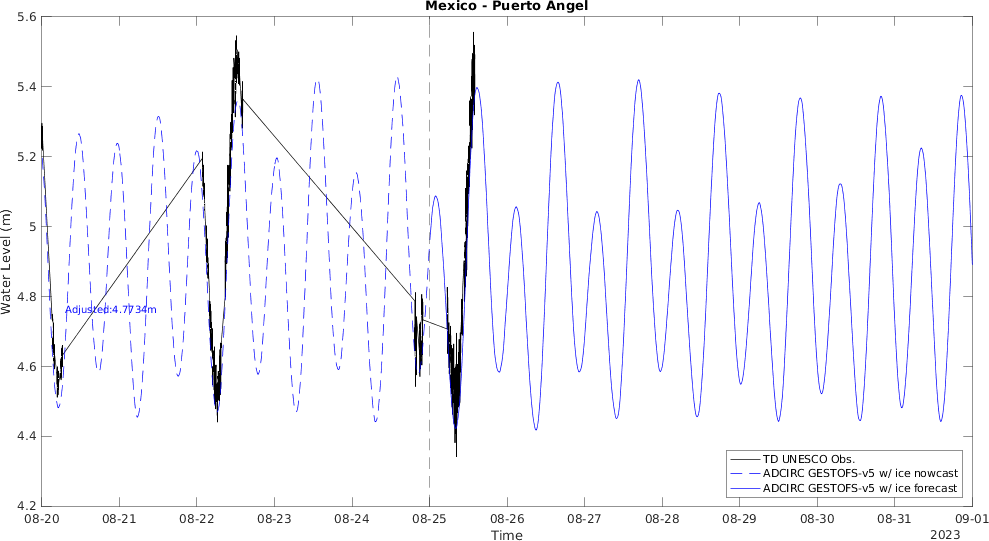 Mexico - Puerto Angel
5.6
5.4
5.2
5
4.8
4.6
4.4
4.2
Water Level (m)
Adjusted:4.7734m
TD UNESCO Obs.
ADCIRC GESTOFS-v5 w/ ice nowcast
ADCIRC GESTOFS-v5 w/ ice forecast
08-20 08-21 08-22 08-23 08-24 08-25 08-26 08-27 08-28 08-29 08-30 08-31 09-01
Time
2023